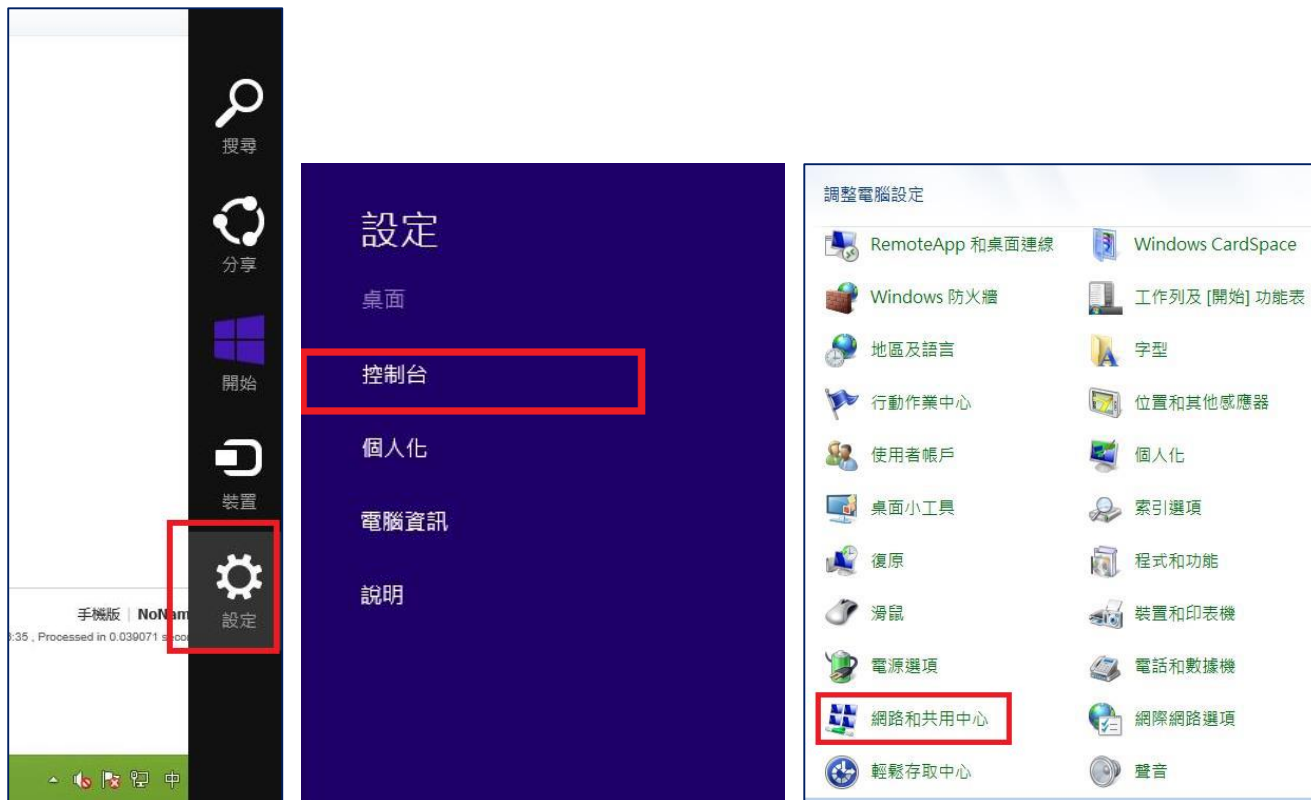 搜尋
分享
開始
裝置
設定
手機版 | NoNam
3:35 , Processed in 0.039071 secon
中
設定
桌面
控制台
個人化
電腦資訊
說明
調整電腦設定
RemoteApp 和桌面連線
Windows CardSpace
Windows 防火牆
工作列及 [開始] 功能表
地區及語言
字型
行動作業中心
位置和其他感應器
使用者帳戶
個人化
桌面小工具
索引選項
復原
程式和功能
滑鼠
裝置和印表機
電源選項
電話和數據機
網路和共用中心
網際網路選項
輕鬆存取中心
聲音